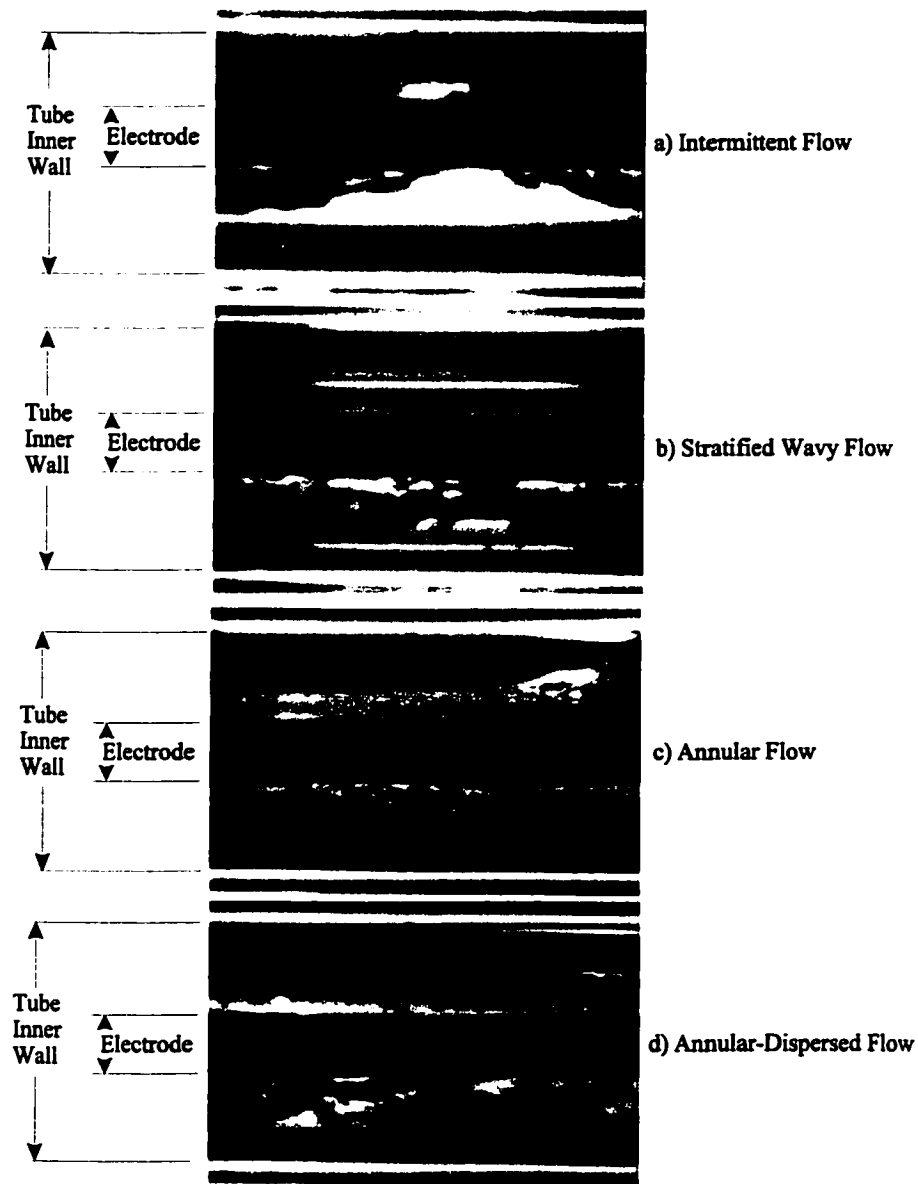 Tube
Inner
Wall
Electrode
a) Intermittent Flow
Tube
Inner
Wall
Electrode
b) Stratified Wavy Flow
Tube
Inner
Wall
Electrode
c) Annular Flow
Tube
Inner
Wall
Electrode
d) Annular-Dispersed Flow